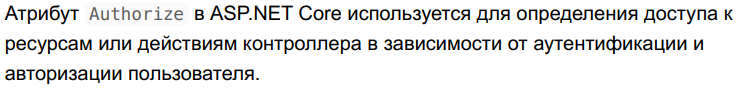 Атрибут Authorize в ASP.NET Core используется для определения доступа к
ресурсам или действиям контроллера в зависимости от аутентификации и
авторизации пользователя.